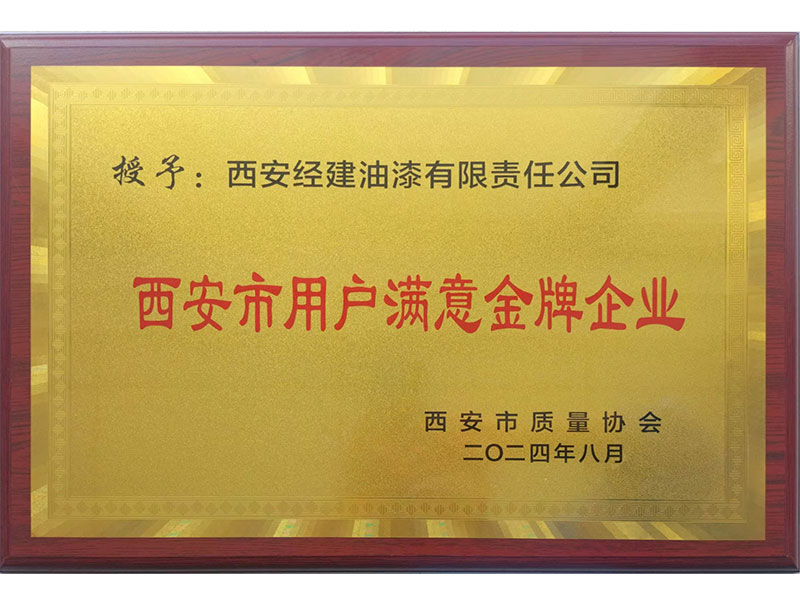 授予：西安经建油漆有限责任公司
西安市用户满意金牌企业
西安市质量协会
二〇二四年八月